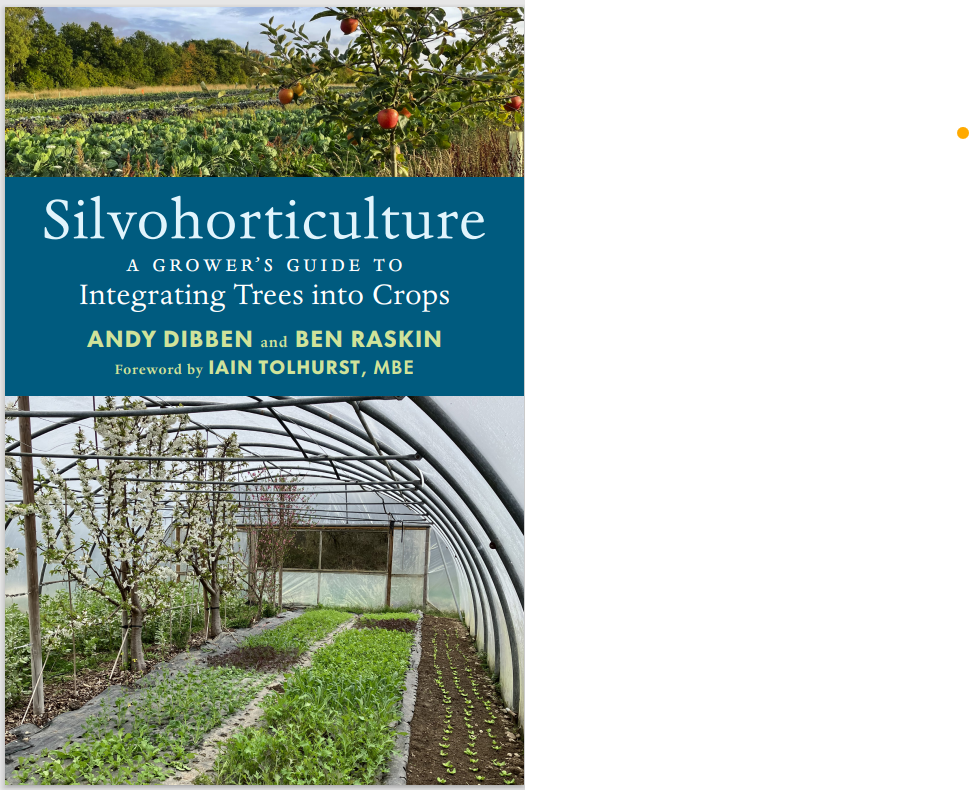 Silvohorticulture
A GROWER'S GUIDE TO
Integrating Trees into Crops
ANDY DIBBEN and BEN RASKIN
Foreword by IAIN TOLHURST, MBE